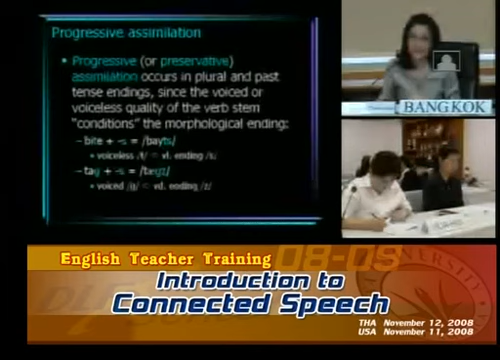 Progressive assimilation
• Progressive (or preservative)
assimilation occurs in plural and past
tense endings, since the voiced or
voiceless quality of the verb stem
"conditions" the morphological ending:
– bite + -s = /bayts/
• voiceless /t/ < vl. ending /s/
– tag + -s = /tægz/
• voiced /g/ < vd. ending /z/
BANGKOK
English Teacher Training
08-09
Introduction to
Connected Speech
THA November 12, 2008
USA November 11, 2008